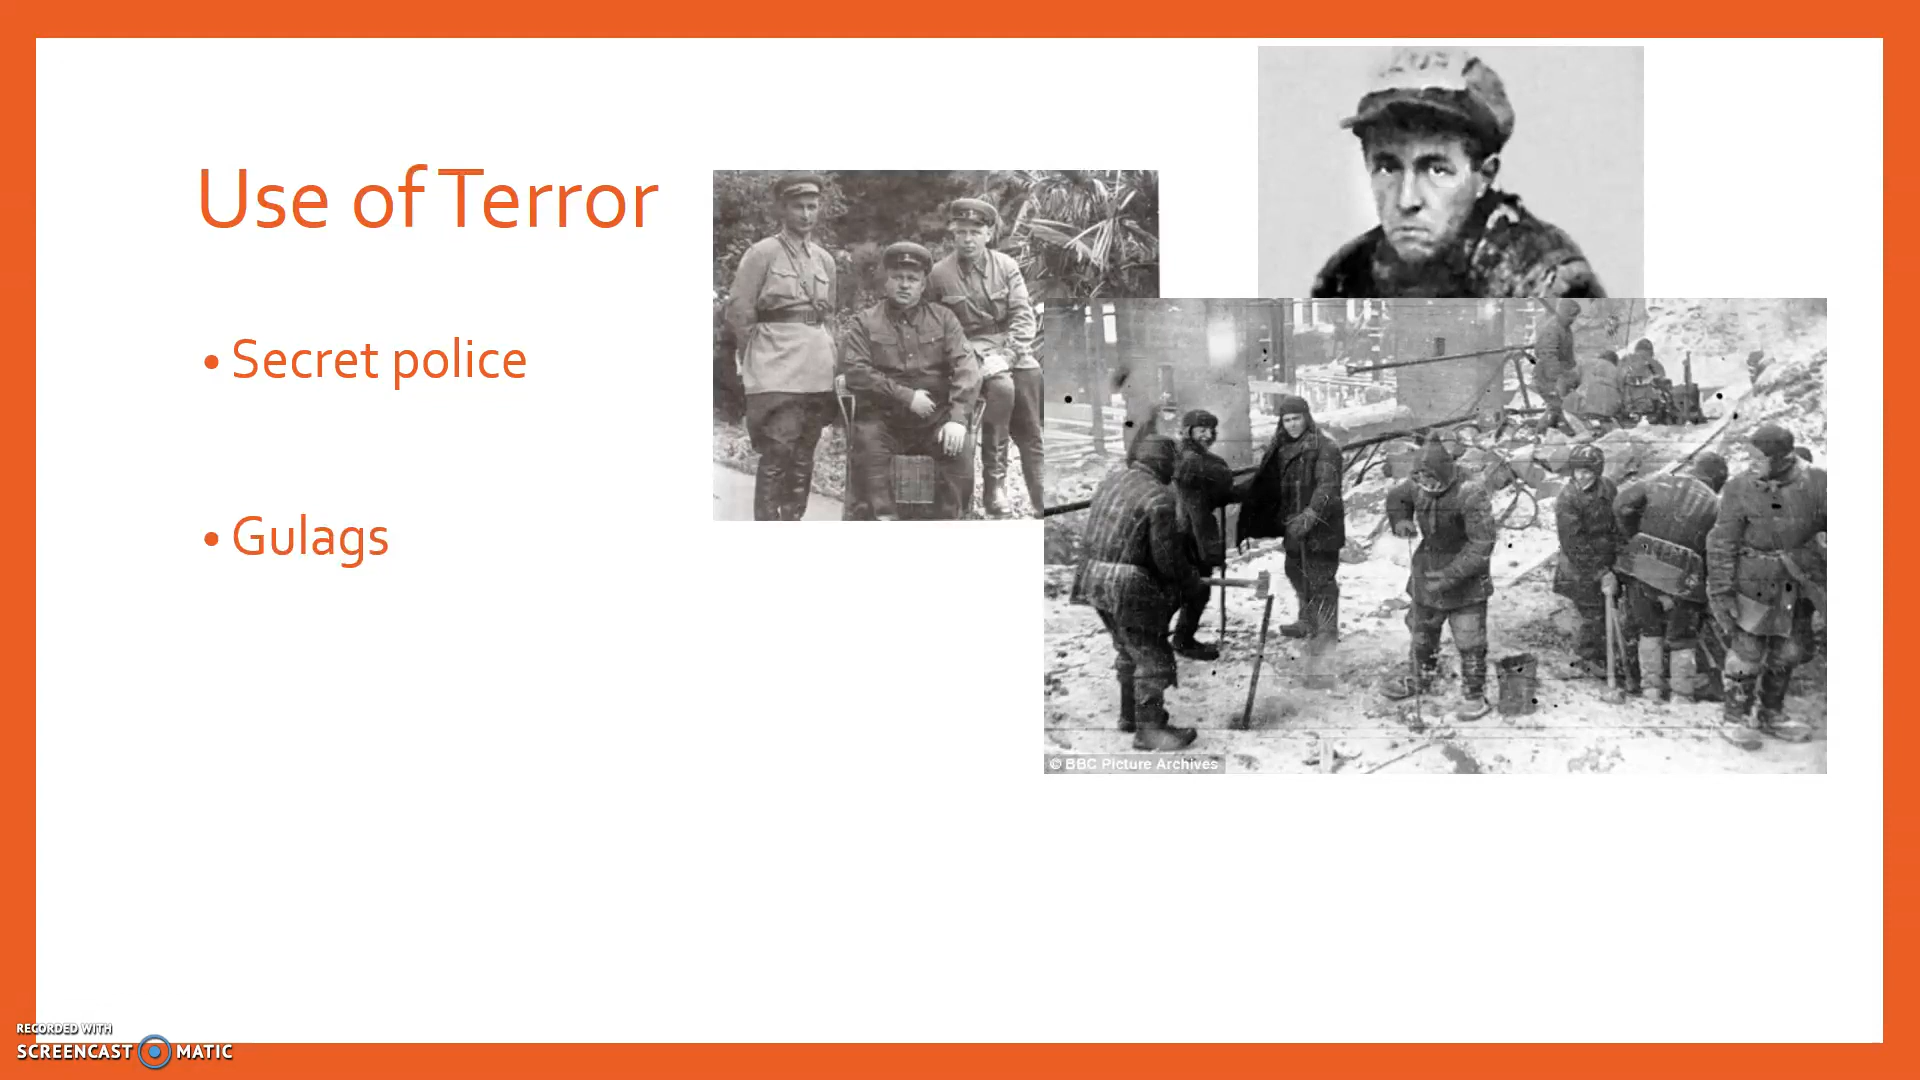 Use of Terror
• Secret police
• Gulags
© BBC Picture Archives
RECORDED WITH
SCREENCAST MATIC